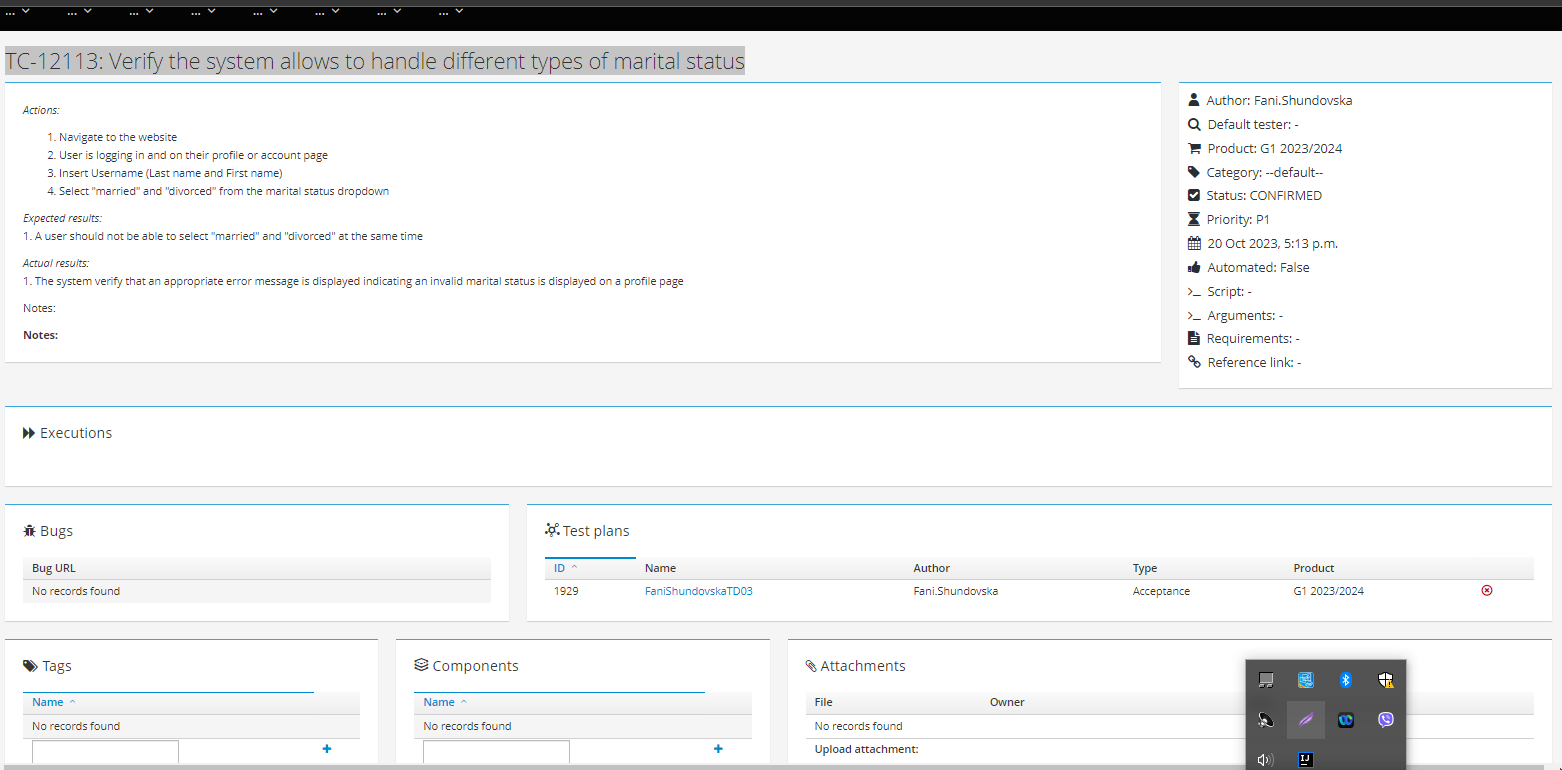 ... ... ... ... ... ... ... ...
TC-12113: Verify the system allows to handle different types of marital status
Actions:
1. Navigate to the website
2. User is logging in and on their profile or account page
3. Insert Username (Last name and First name)
4. Select "married" and "divorced" from the marital status dropdown
Expected results:
1. A user should not be able to select "married" and "divorced" at the same time
Actual results:
1. The system verify that an appropriate error message is displayed indicating an invalid marital status is displayed on a profile page
Notes:
Notes:
Author: Fani.Shundovska
Default tester: -
Product: G1 2023/2024
Category: --default--
Status: CONFIRMED
Priority: P1
20 Oct 2023, 5:13 p.m.
Automated: False
Script: -
Arguments: -
Requirements: -
Reference link: -
Executions
Bugs
Bug URL
No records found
Test plans
ID Name Author Type Product
1929 FaniShundovskaTD03 Fani.Shundovska Acceptance G1 2023/2024
Tags
Name
No records found
Components
Name
No records found
Attachments
File Owner
No records found
Upload attachment:
IJ